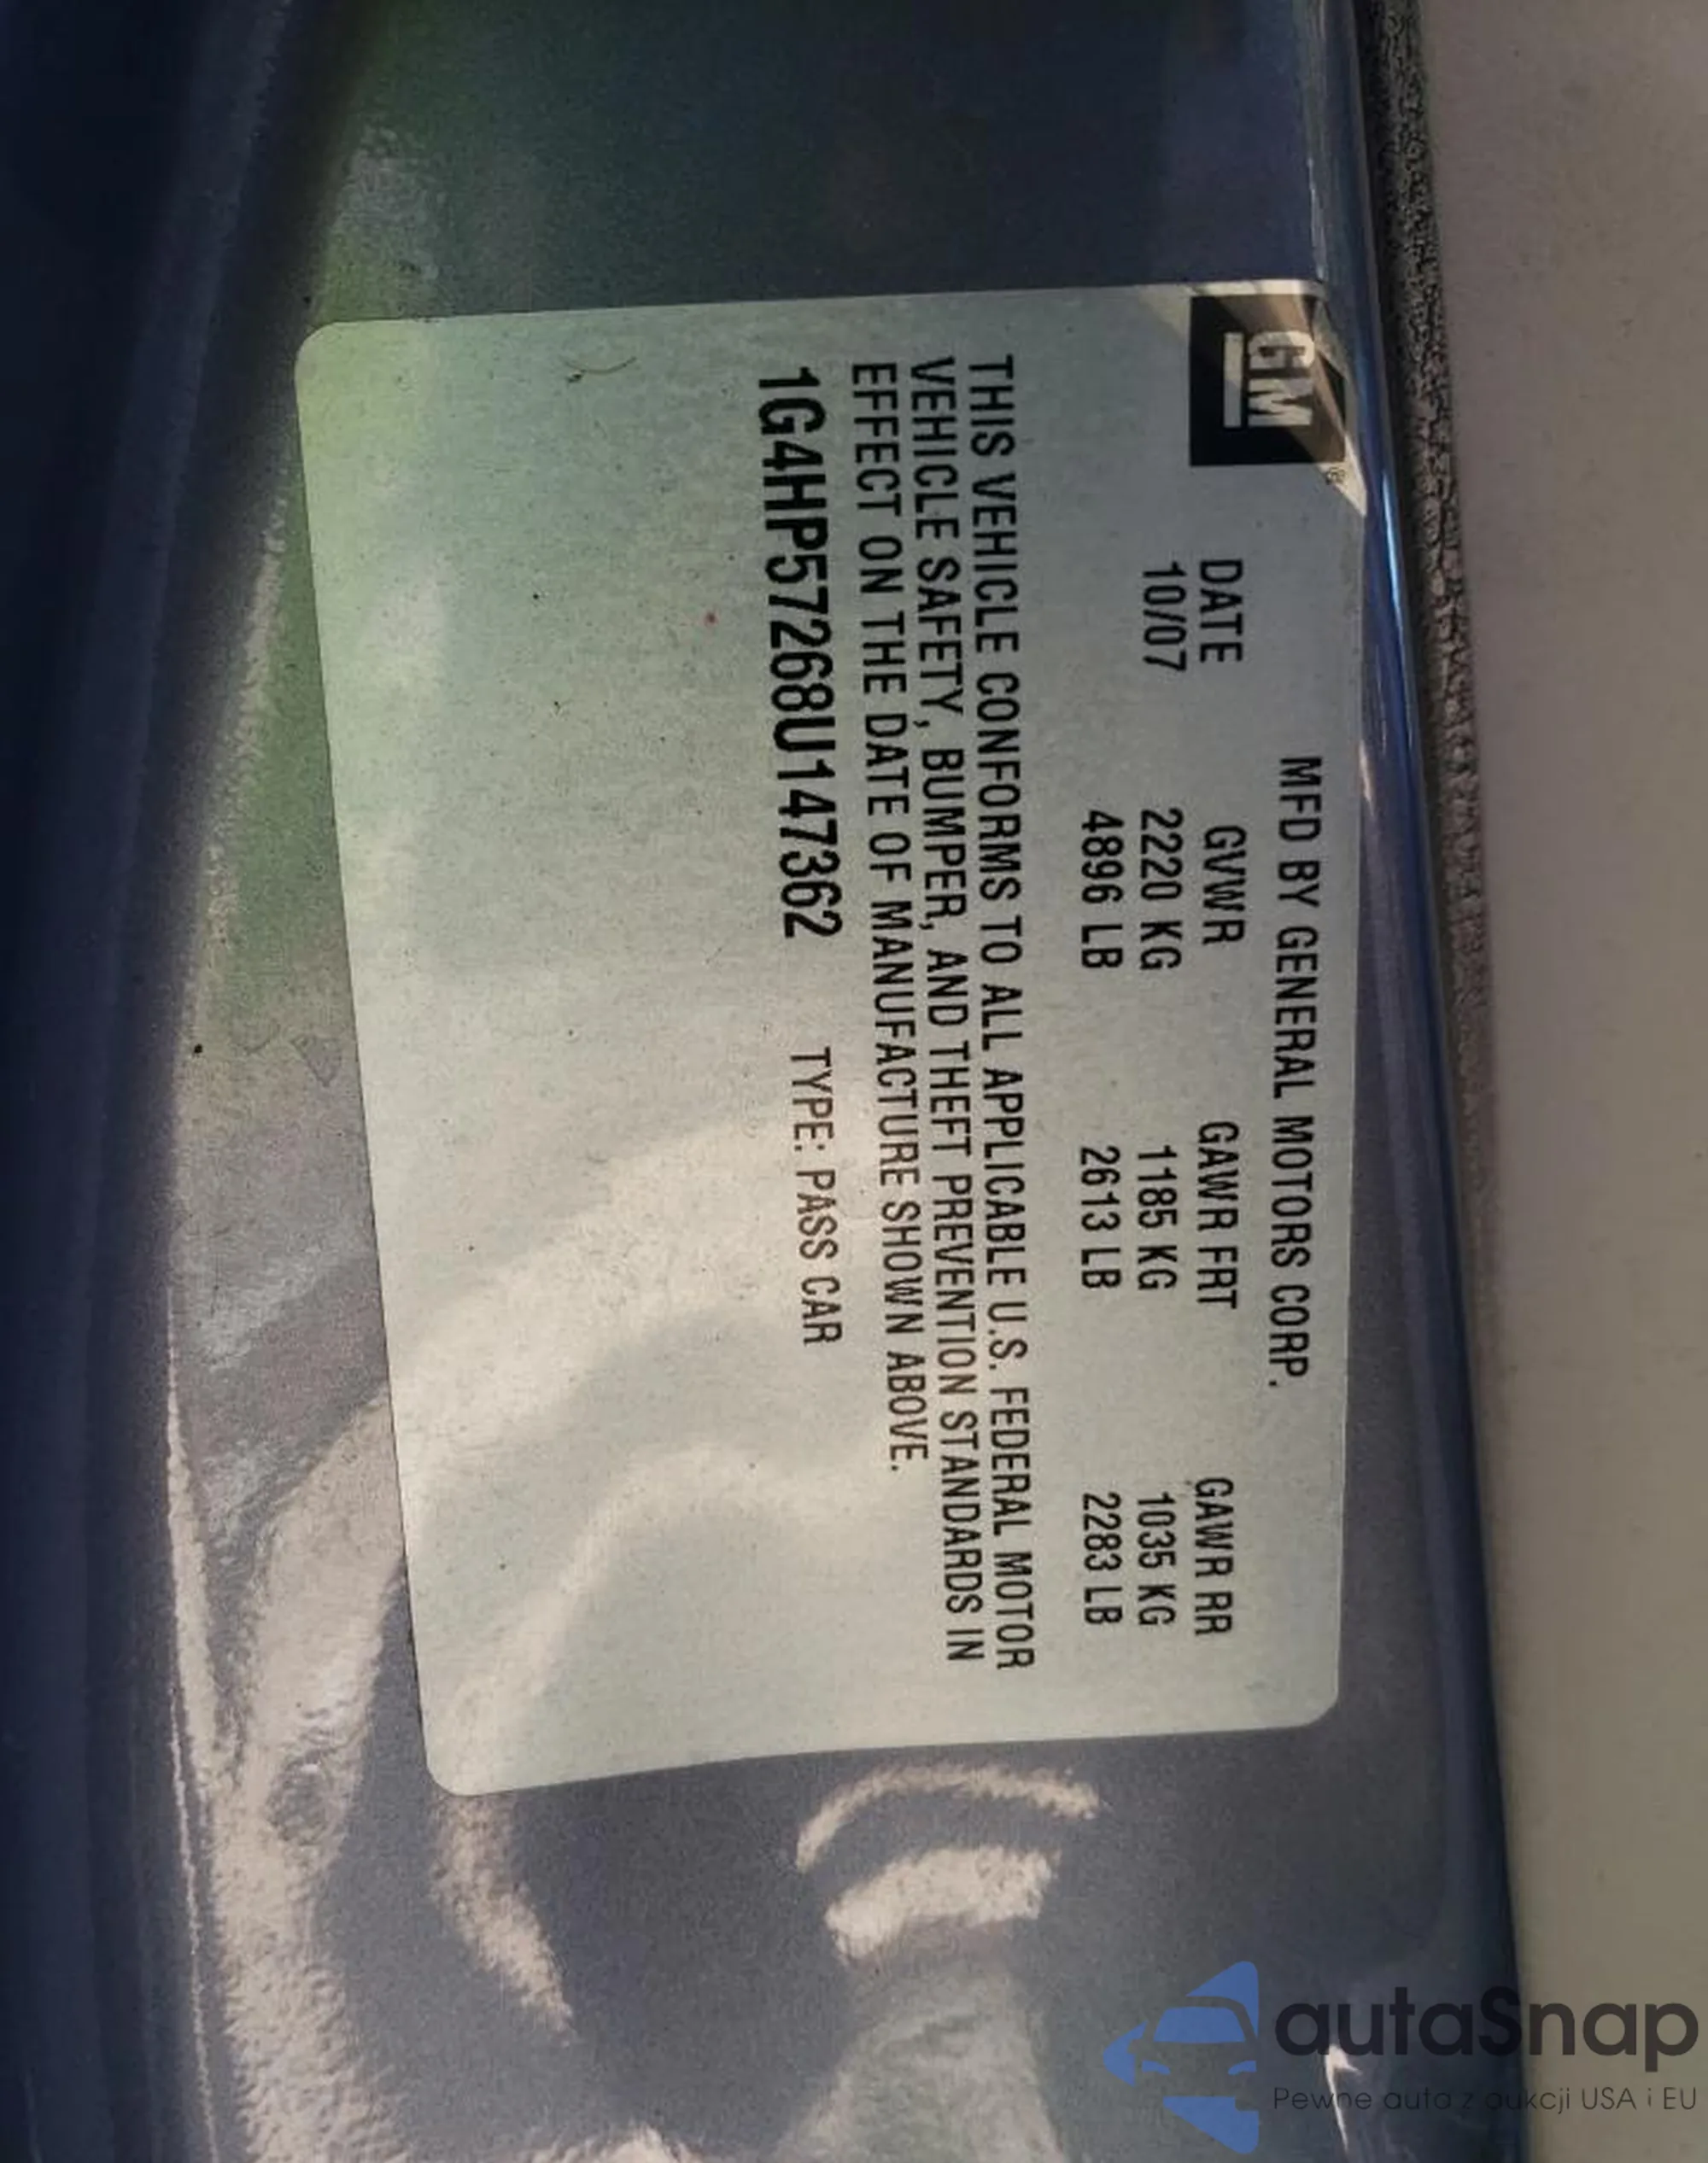 GM ®
MFD BY GENERAL MOTORS CORP.
DATE GVWR GAWR FRT GAWR RR
10/07 2220 KG 1185 KG 1035 KG
4896 LB 2613 LB 2283 LB
THIS VEHICLE CONFORMS TO ALL APPLICABLE U.S. FEDERAL MOTOR
VEHICLE SAFETY, BUMPER, AND THEFT PREVENTION STANDARDS IN
EFFECT ON THE DATE OF MANUFACTURE SHOWN ABOVE.
1G4HP57268U147362 TYPE: PASS CAR
autaSnap
Pewne auta z aukcji USA i EU